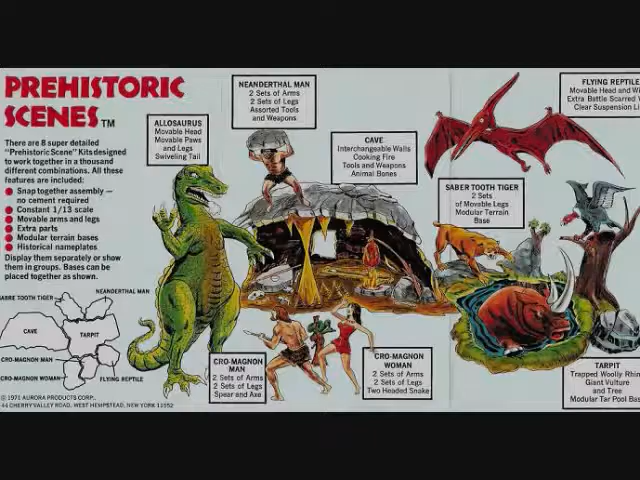 PREHISTORIC
SCENES TM
There are 8 super detailed
"Prehistoric Scene" Kits designed
to work together in a thousand
different combinations. All these
features are included:
Snap together assembly —
no cement required
Constant 1/13 scale
Movable arms and legs
Extra parts
Modular terrain bases
Historical nameplates
Display them separately or show
them in groups. Bases can be
placed together as shown.
SABRE TOOTH TIGER
NEANDERTHAL MAN
CAVE
TARPIT
CRO-MAGNON MAN
CRO-MAGNON WOMAN
FLYING REPTILE
© 1971 AURORA PRODUCTS CORP.,
44 CHERRY VALLEY ROAD, WEST HEMPSTEAD, NEW YORK 11552
ALLOSAURUS
Movable Head
Movable Paws
and Legs
Swiveling Tail
NEANDERTHAL MAN
2 Sets of Arms
2 Sets of Legs
Assorted Tools
and Weapons
CAVE
Interchangeable Walls
Cooking Fire
Tools and Weapons
Animal Bones
FLYING REPTILE
Movable Head and
Extra Battle Scarred
Clear Suspension
SABER TOOTH TIGER
2 Sets
of Movable Legs
Modular Terrain
Base
CRO-MAGNON
MAN
2 Sets of Arms
2 Sets of Legs
Spear and Axe
CRO-MAGNON
WOMAN
2 Sets of Arms
2 Sets of Legs
Two Headed Snake
TARPIT
Trapped Woolly
Giant Vulture
and Tree
Modular Tar Pool